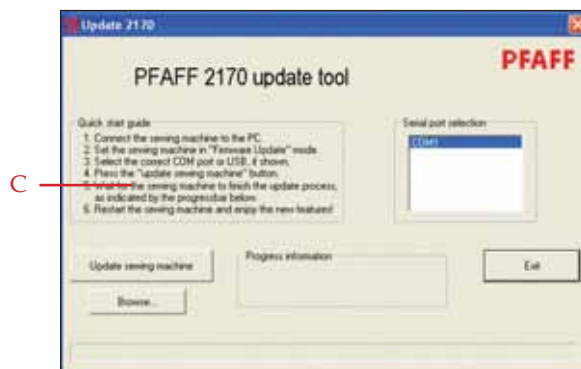 Update 2170
PFAFF
PFAFF 2170 update tool
Quick start guide
1. Connect the sewing machine to the PC.
2. Set the sewing machine in "Firmware Update" mode.
3. Select the correct COM port or USB, if shown.
4. Press the "update sewing machine" button.
5. Wait for the sewing machine to finish the update process,
as indicated by the progressbar below.
6. Restart the sewing machine and enjoy the new features!
Serial port selection
COM1
C
Update sewing machine
Browse...
Progress information
Exit